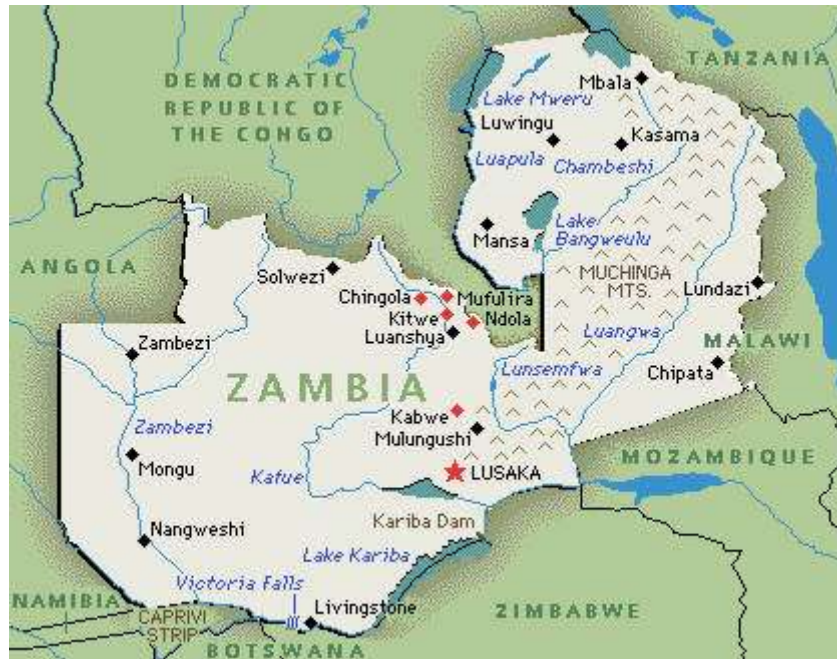 TANZANIA
DEMOCRATIC
REPUBLIC OF
THE CONGO
Mbala
Lake Mweru
Luwingu
Kasama
Luapula
Chambeshi
Mansa
Lake
Bangweulu
ANGOLA
Solwezi
MUCHINGA
MTS.
Lundazi
Chingola
Mufulira
Kitwe
Ndola
Luanshya
Luangwa
MALAWI
Zambezi
Lunsemfwa
Chipata
ZAMBIA
Kabwe
Zambezi
Mulungushi
Mongu
Kafue
LUSAKA
MOZAMBIQUE
Kariba Dam
Nangweshi
Lake Kariba
Victoria Falls
NAMIBIA
Livingstone
ZIMBABWE
CAPRIVI
STRIP
BOTSWANA